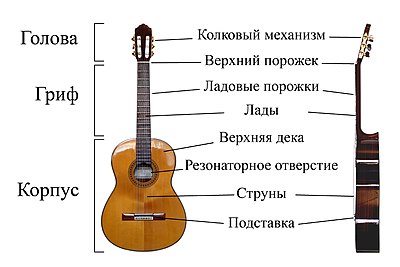 Голова
Гриф
Корпус
Колковый механизм
Верхний порожек
Ладовые порожки
Лады
Верхняя дека
Резонаторное отверстие
Струны
Подставка